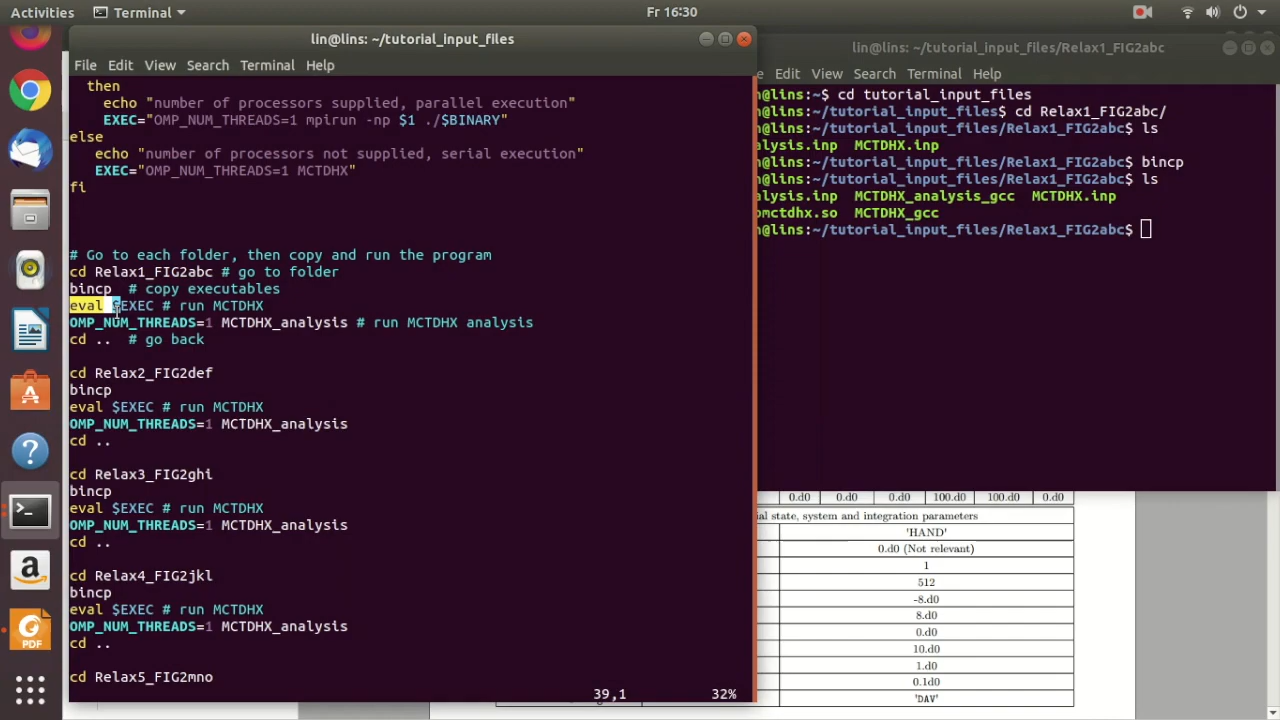 Activities Terminal Fr 16:30
lin@lins: ~/tutorial_input_files
File Edit View Search Terminal Help
then
echo "number of processors supplied, parallel execution"
EXEC="OMP_NUM_THREADS=1 mpirun -np $1 ./$BINARY"
else
echo "number of processors not supplied, serial execution"
EXEC="OMP_NUM_THREADS=1 MCTDHX"
fi
# Go to each folder, then copy and run the program
cd Relax1_FIG2abc # go to folder
bincp # copy executables
eval $EXEC # run MCTDHX
OMP_NUM_THREADS=1 MCTDHX_analysis # run MCTDHX analysis
cd .. # go back
cd Relax2_FIG2def
bincp
eval $EXEC # run MCTDHX
OMP_NUM_THREADS=1 MCTDHX_analysis
cd ..
cd Relax3_FIG2ghi
bincp
eval $EXEC # run MCTDHX
OMP_NUM_THREADS=1 MCTDHX_analysis
cd ..
cd Relax4_FIG2jkl
bincp
eval $EXEC # run MCTDHX
OMP_NUM_THREADS=1 MCTDHX_analysis
cd ..
cd Relax5_FIG2mno
39,1 32%
lin@lins: ~/tutorial_input_files/Relax1_FIG2abc
e Edit View Search Terminal Help
n@lins:~$ cd tutorial_input_files
n@lins:~/tutorial_input_files$ cd Relax1_FIG2abc/
n@lins:~/tutorial_input_files/Relax1_FIG2abc$ ls
alysis.inp MCTDHX.inp
n@lins:~/tutorial_input_files/Relax1_FIG2abc$ bincp
n@lins:~/tutorial_input_files/Relax1_FIG2abc$ ls
alysis.inp MCTDHX_analysis_gcc MCTDHX.inp
omctdhx.so MCTDHX_gcc
n@lins:~/tutorial_input_files/Relax1_FIG2abc$
0.d0 0.d0 0.d0 100.d0 100.d0 0.d0
ial state, system and integration parameters
'HAND'
0.d0 (Not relevant)
1
512
-8.d0
8.d0
0.d0
10.d0
1.d0
0.1d0
'DAV'
a
PDF